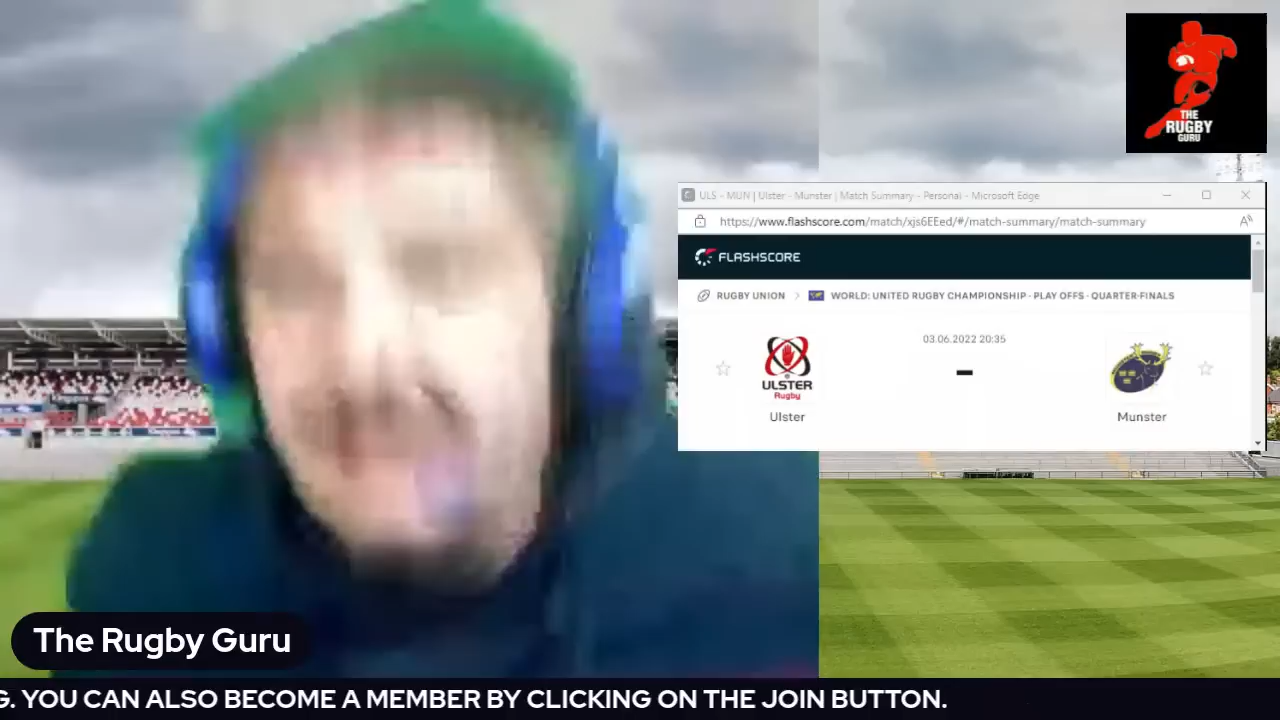 THE
RUGBY
GURU
ULS - MUN | Ulster - Munster | Match Summary - Personal - Microsoft Edge
https://www.flashscore.com/match/xjs6EEed/#/match-summary/match-summary
FLASHSCORE
RUGBY UNION > WORLD: UNITED RUGBY CHAMPIONSHIP - PLAY OFFS - QUARTER-FINALS
03.06.2022 20:35
-
ULSTER
Rugby
Ulster
Munster
The Rugby Guru
G. YOU CAN ALSO BECOME A MEMBER BY CLICKING ON THE JOIN BUTTON.